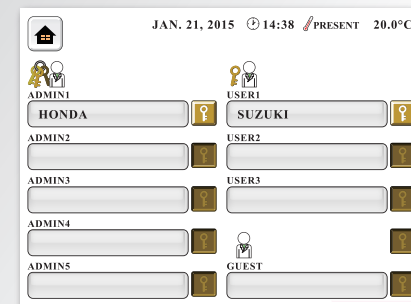 JAN. 21, 2015 14:38 PRESENT 20.0°C
ADMIN1 USER1
HONDA SUZUKI
ADMIN2 USER2
ADMIN3 USER3
ADMIN4
ADMIN5 GUEST